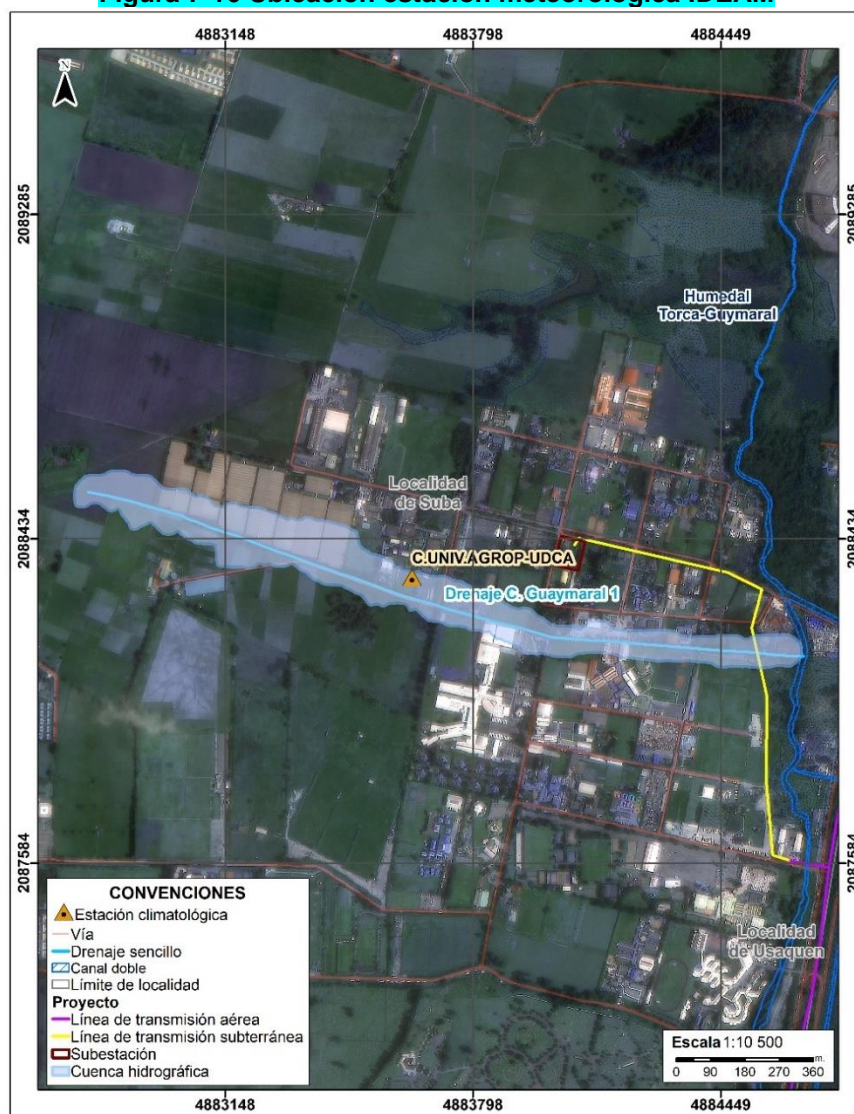 Figura Ubicación estación meteorológica IDEAM
4883148 4883798 4884449
N
2089285 2089285
Humedal
Torca-Guymaral
Localidad
de Suba
2088434 2088434
C.UNIV.AGROP-UDCA
Drenaje C. Guaymaral 1
2087584 2087584
Localidad
de Usaquen
CONVENCIONES
Estación climatológica
Vía
Drenaje sencillo
Canal doble
Límite de localidad
Proyecto
Línea de transmisión aérea
Línea de transmisión subterránea
Subestación
Cuenca hidrográfica
Escala 1:10 500
m.
0 90 180 270 360
4883148 4883798 4884449